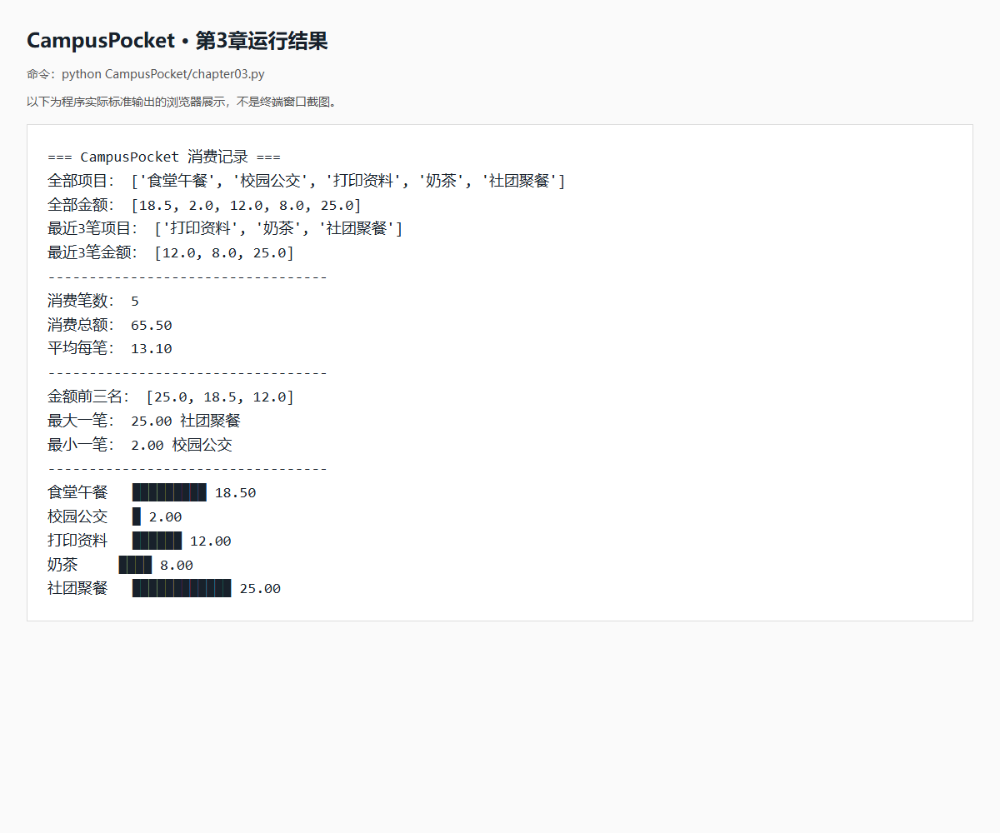 CampusPocket · 第3章运行结果
命令：python CampusPocket/chapter03.py
以下为程序实际标准输出的浏览器展示，不是终端窗口截图。
=== CampusPocket 消费记录 ===
全部项目： ['食堂午餐', '校园公交', '打印资料', '奶茶', '社团聚餐']
全部金额： [18.5, 2.0, 12.0, 8.0, 25.0]
最近3笔项目： ['打印资料', '奶茶', '社团聚餐']
最近3笔金额： [12.0, 8.0, 25.0]
----------------------------------
消费笔数： 5
消费总额： 65.50
平均每笔： 13.10
----------------------------------
金额前三名： [25.0, 18.5, 12.0]
最大一笔： 25.00 社团聚餐
最小一笔： 2.00 校园公交
----------------------------------
食堂午餐   █████████ 18.50
校园公交   █ 2.00
打印资料   ██████ 12.00
奶茶     ████ 8.00
社团聚餐   ████████████ 25.00